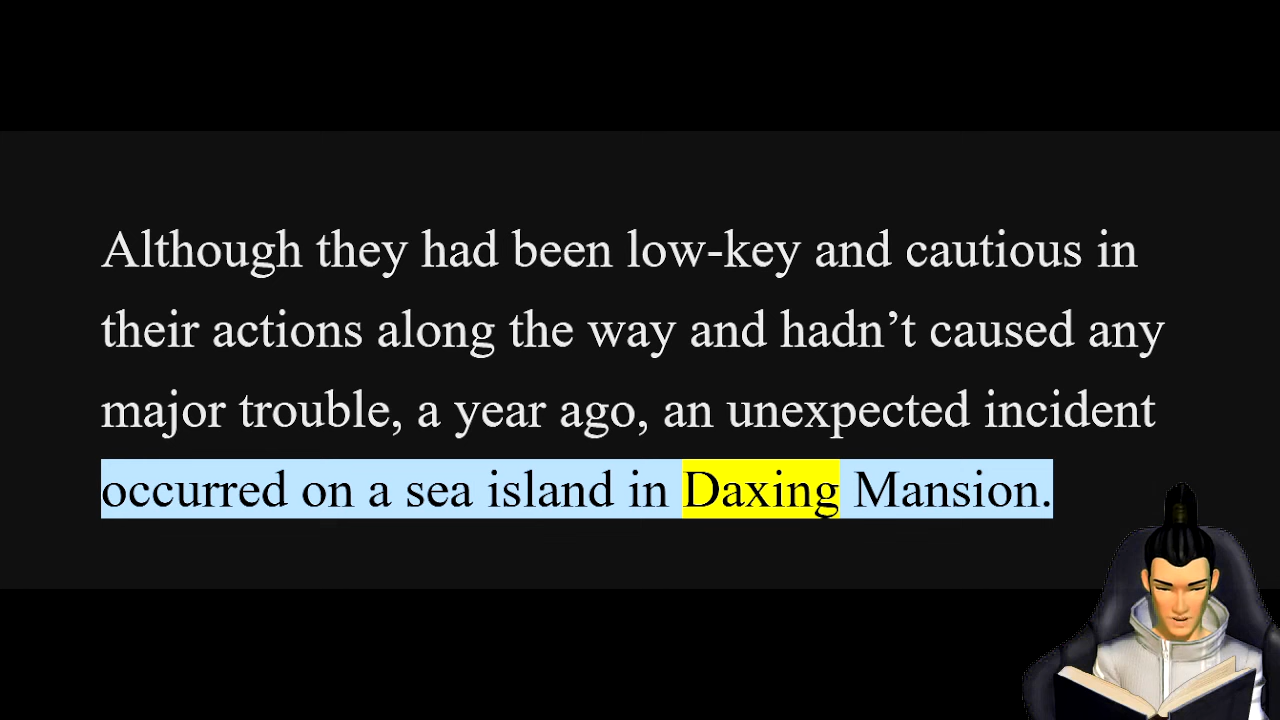 Although they had been low-key and cautious in
their actions along the way and hadn’t caused any
major trouble, a year ago, an unexpected incident
occurred on a sea island in Daxing Mansion.